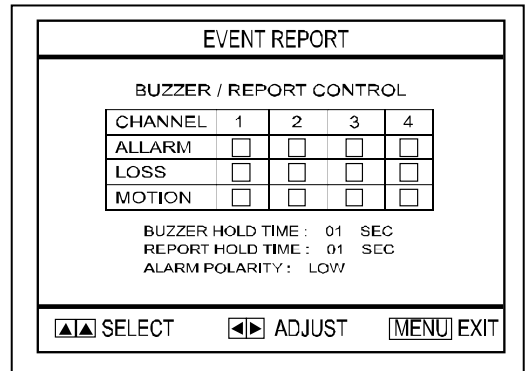 EVENT REPORT
BUZZER / REPORT CONTROL
CHANNEL 1 2 3 4
ALLARM
LOSS
MOTION
BUZZER HOLD TIME : 01 SEC
REPORT HOLD TIME : 01 SEC
ALARM POLARITY : LOW
SELECT ADJUST MENU EXIT